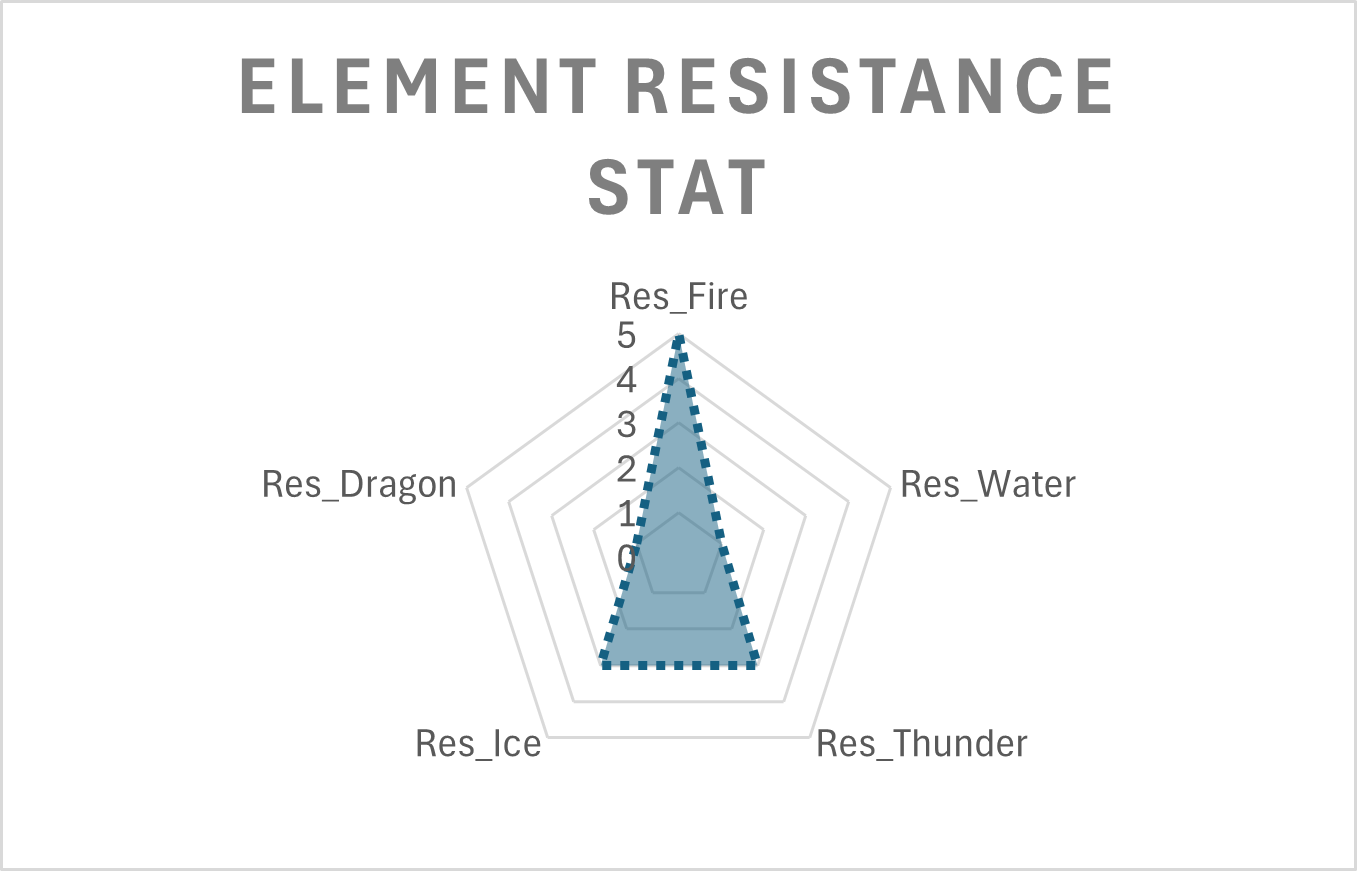 ELEMENT RESISTANCE
STAT
Res_Fire
5
4
3
2
1
0
Res_Dragon
Res_Water
Res_Ice
Res_Thunder